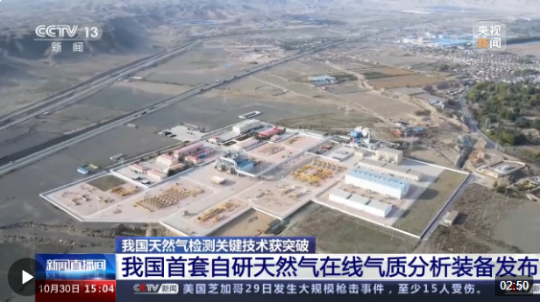 CCTV 13
新闻
央视
新闻
我国天然气检测关键技术获突破
新闻直播间
我国首套自研天然气在线气质分析装备发布
10月30日 15:04
CCTV 13
新闻
美国芝加哥29日发生大规模枪击事件,至少15人受伤。
02:50